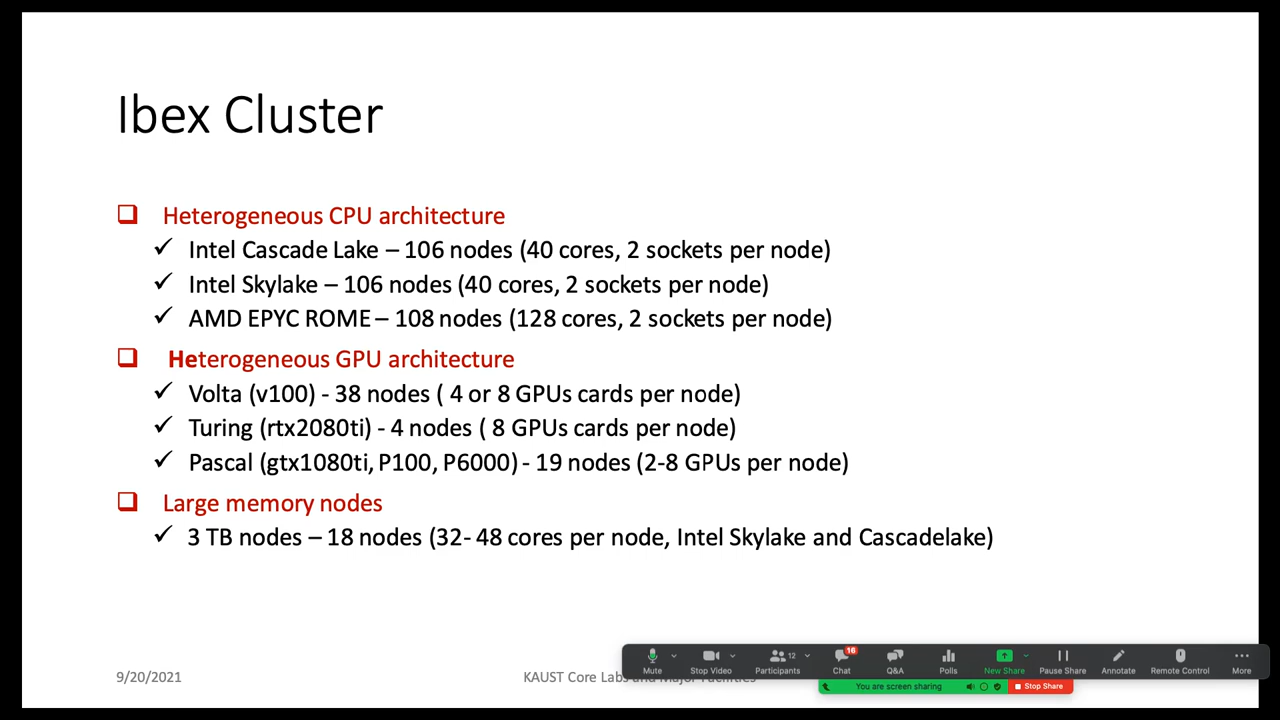 Ibex Cluster
Heterogeneous CPU architecture
Intel Cascade Lake – 106 nodes (40 cores, 2 sockets per node)
Intel Skylake – 106 nodes (40 cores, 2 sockets per node)
AMD EPYC ROME – 108 nodes (128 cores, 2 sockets per node)
Heterogeneous GPU architecture
Volta (v100) - 38 nodes ( 4 or 8 GPUs cards per node)
Turing (rtx2080ti) - 4 nodes ( 8 GPUs cards per node)
Pascal (gtx1080ti, P100, P6000) - 19 nodes (2-8 GPUs per node)
Large memory nodes
3 TB nodes – 18 nodes (32- 48 cores per node, Intel Skylake and Cascadelake)
9/20/2021
KAUST Core Labs and Major Facilities
12
16
Mute Stop Video Participants Chat Q&A Polls New Share Pause Share Annotate Remote Control More
You are screen sharing Stop Share